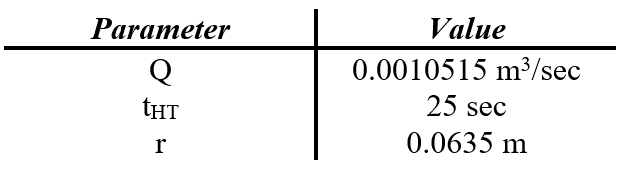 Parameter Value
Q 0.0010515 m³/sec
tHT 25 sec
r 0.0635 m